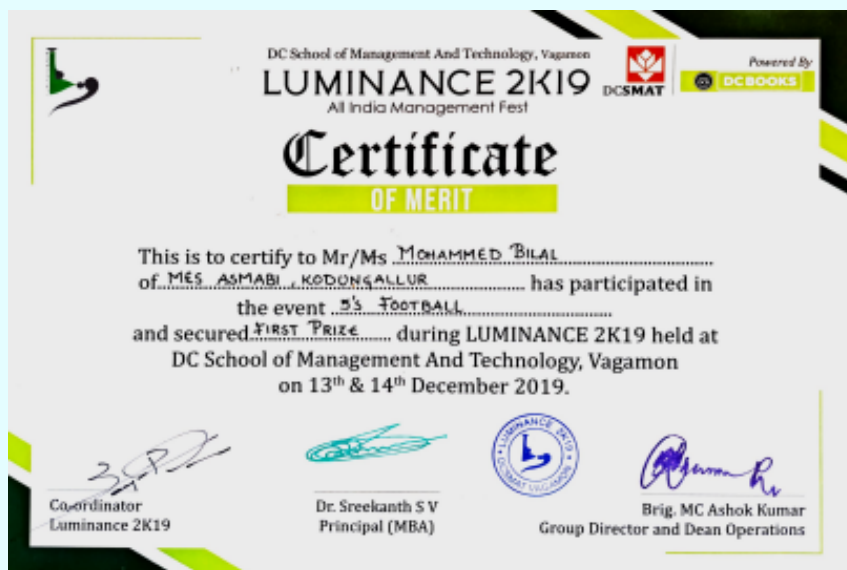 DC School of Management And Technology, Vagamon
LUMINANCE 2K19
All India Management Fest
DCSMAT
Powered By
DC BOOKS
Certificate
OF MERIT
This is to certify to Mr/Ms MOHAMMED BILAL
of MES ASMABI, KODUNGALLUR has participated in
the event 5's FOOTBALL
and secured FIRST PRIZE during LUMINANCE 2K19 held at
DC School of Management And Technology, Vagamon
on 13th & 14th December 2019.
LUMINANCE 2K19
DCSMAT VAGAMON
Co-ordinator
Luminance 2K19
Dr. Sreekanth S V
Principal (MBA)
Brig. MC Ashok Kumar
Group Director and Dean Operations